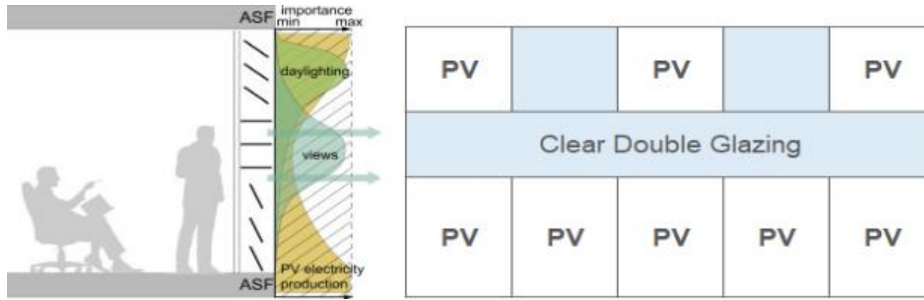 ASF
importance
min max
daylighting
views
PV electricity
production
ASF
PV PV PV
Clear Double Glazing
PV PV PV PV PV